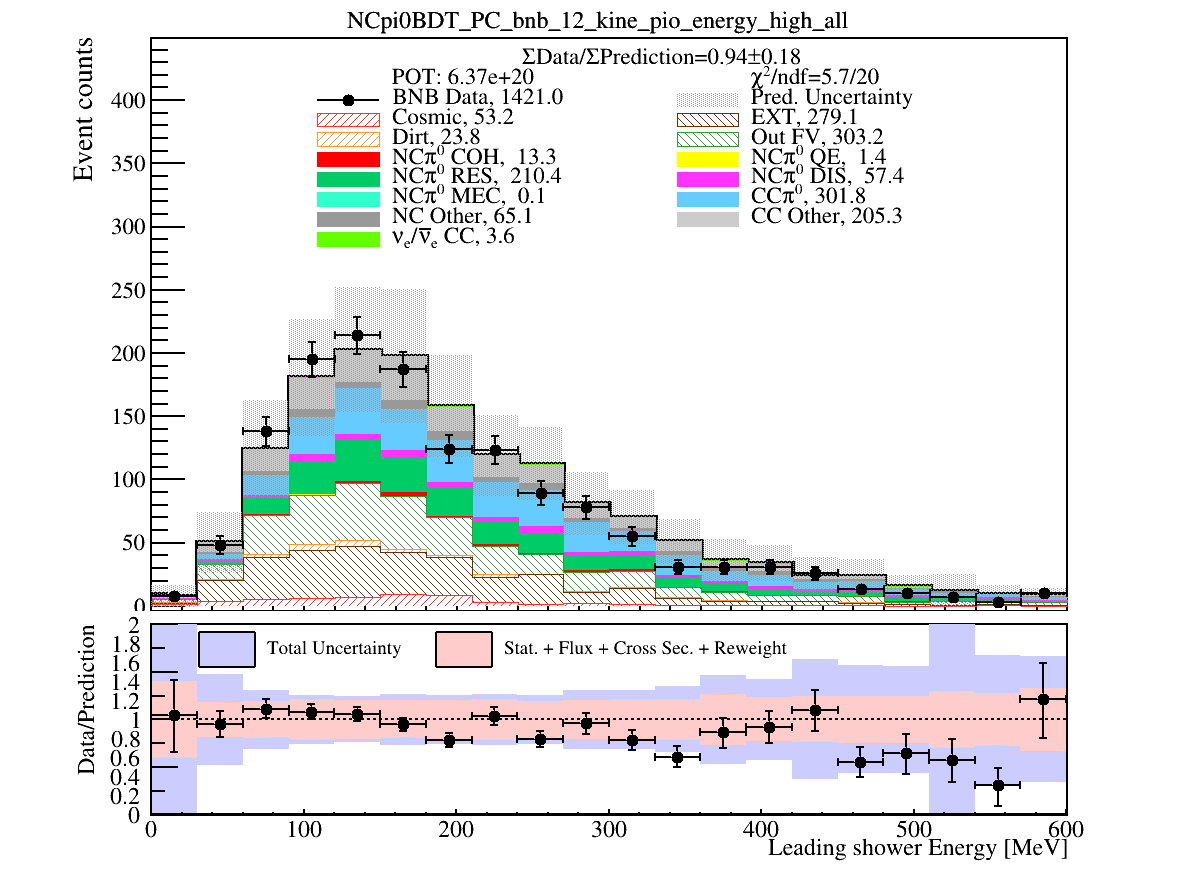 NCpi0BDT_PC_bnb_12_kine_pio_energy_high_all
ΣData/ΣPrediction=0.94±0.18
POT: 6.37e+20
χ²/ndf=5.7/20
BNB Data, 1421.0
Pred. Uncertainty
Cosmic, 53.2
EXT, 279.1
Dirt, 23.8
Out FV, 303.2
NCπ⁰ COH, 13.3
NCπ⁰ QE, 1.4
NCπ⁰ RES, 210.4
NCπ⁰ DIS, 57.4
NCπ⁰ MEC, 0.1
CCπ⁰, 301.8
NC Other, 65.1
CC Other, 205.3
νₑ/ν̅ₑ CC, 3.6
Event counts
400
350
300
250
200
150
100
50
0
Total Uncertainty
Stat. + Flux + Cross Sec. + Reweight
Data/Prediction
2
1.8
1.6
1.4
1.2
1
0.8
0.6
0.4
0.2
0
0 100 200 300 400 500 600
Leading shower Energy [MeV]